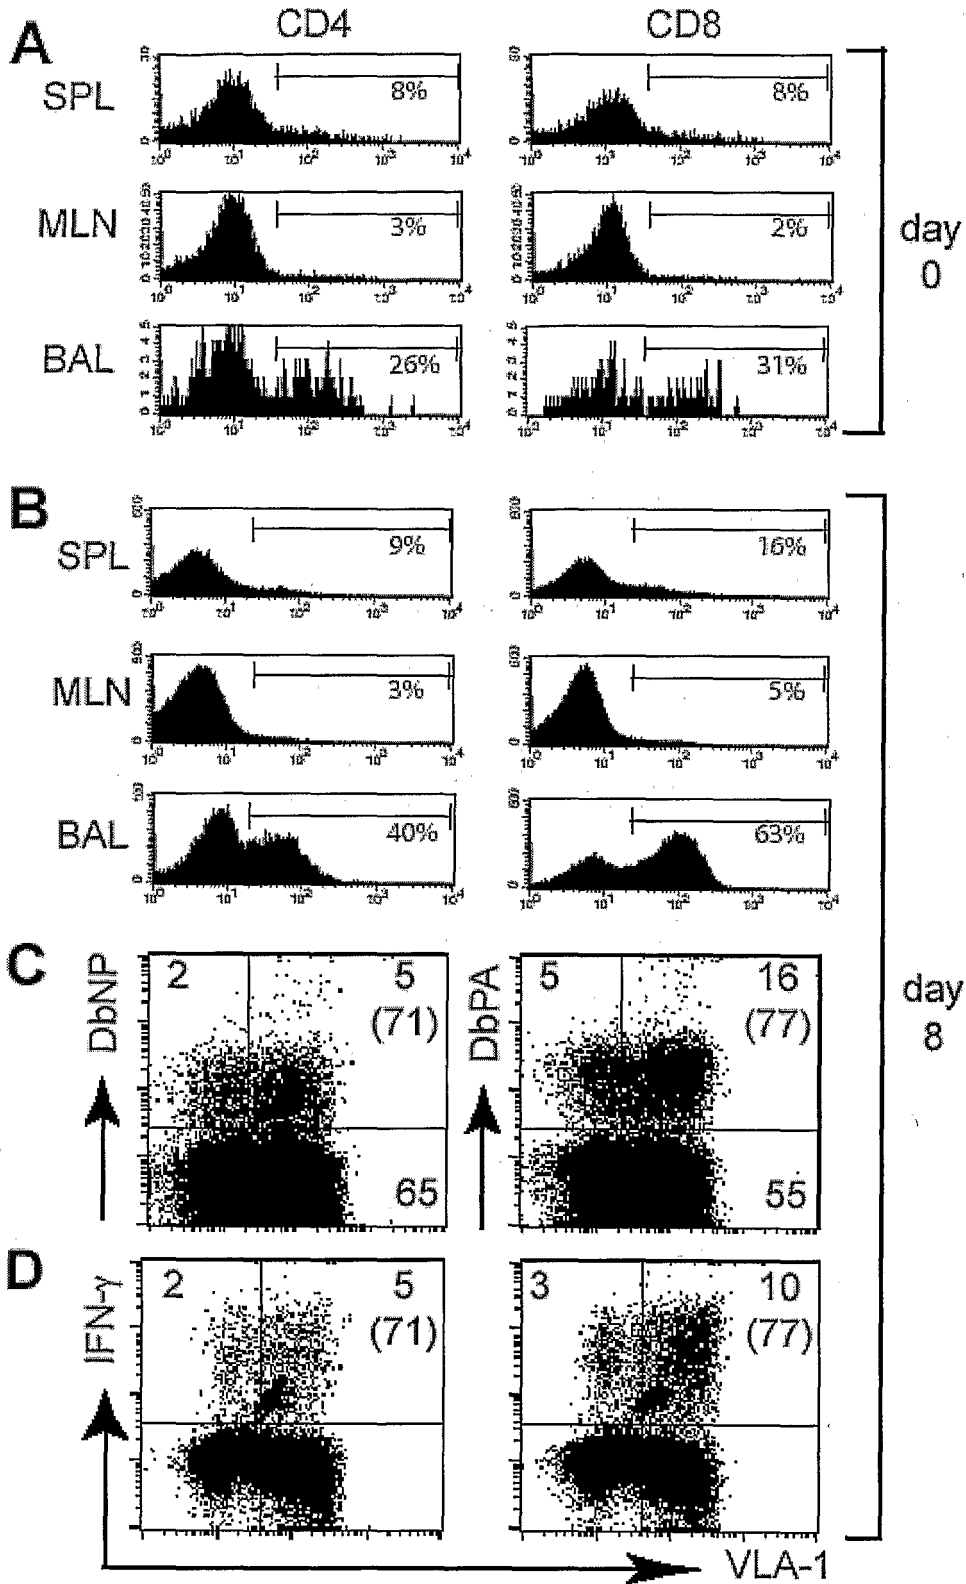 A
CD4
CD8
SPL
8%
8%
MLN
3%
2%
BAL
26%
31%
day
0
B
SPL
9%
16%
MLN
3%
5%
BAL
40%
63%
C
DbNP
2
5
(71)
65
DbPA
5
16
(77)
55
day
8
D
IFN-γ
2
5
(71)
3
10
(77)
VLA-1